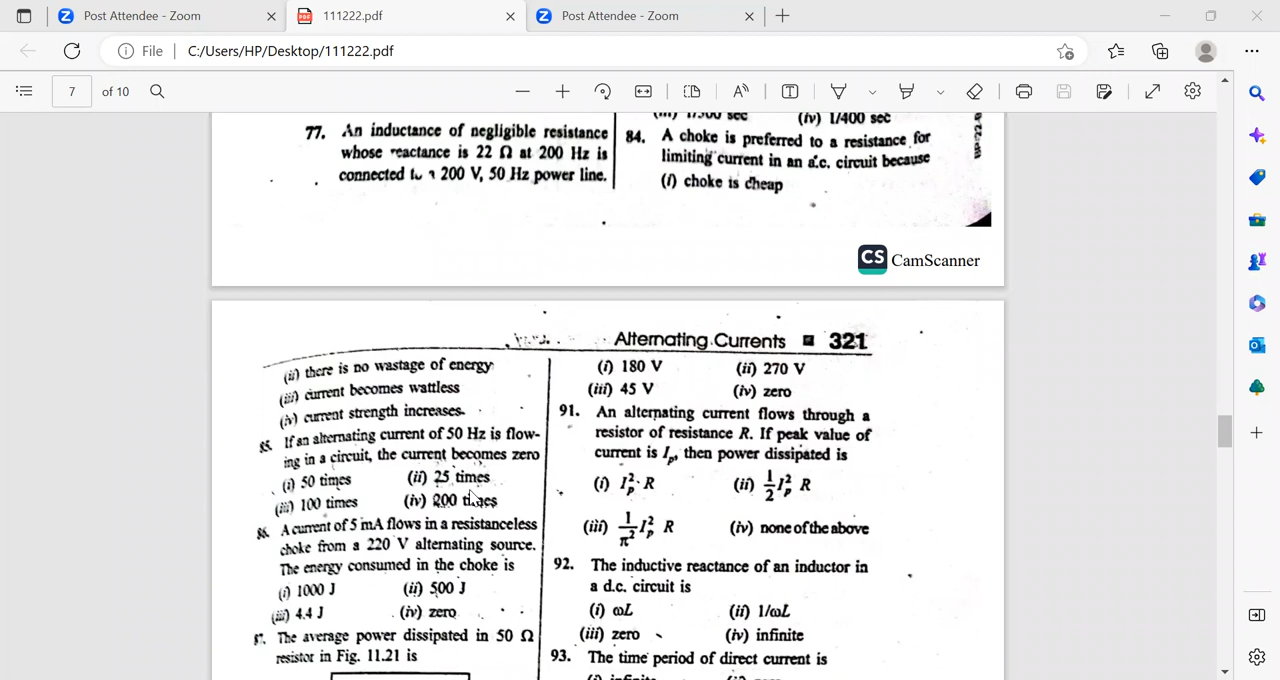 Post Attendee - Zoom
111222.pdf
Post Attendee - Zoom
File
C:/Users/HP/Desktop/111222.pdf
7
of 10
77. An inductance of negligible resistance
whose reactance is 22 Ω at 200 Hz is
connected to a 200 V, 50 Hz power line.
(iv) 1/400 sec
84. A choke is preferred to a resistance for
limiting current in an a.c. circuit because
(i) choke is cheap
CS CamScanner
Alternating Currents ■ 321
(ii) there is no wastage of energy
(iii) current becomes wattless
(iv) current strength increases.
85. If an alternating current of 50 Hz is flow-
ing in a circuit, the current becomes zero
(i) 50 times (ii) 25 times
(iii) 100 times (iv) 200 times
86. A current of 5 mA flows in a resistanceless
choke from a 220 V alternating source.
The energy consumed in the choke is
(i) 1000 J (ii) 500 J
(iii) 4.4 J (iv) zero
87. The average power dissipated in 50 Ω
resistor in Fig. 11.21 is
(i) 180 V (ii) 270 V
(iii) 45 V (iv) zero
91. An alternating current flows through a
resistor of resistance R. If peak value of
current is Iₚ, then power dissipated is
(i) I²ₚ·R (ii) 1/2 I²ₚ R
(iii) 1/π² I²ₚ R (iv) none of the above
92. The inductive reactance of an inductor in
a d.c. circuit is
(i) ωL (ii) 1/ωL
(iii) zero (iv) infinite
93. The time period of direct current is
(i) infinite